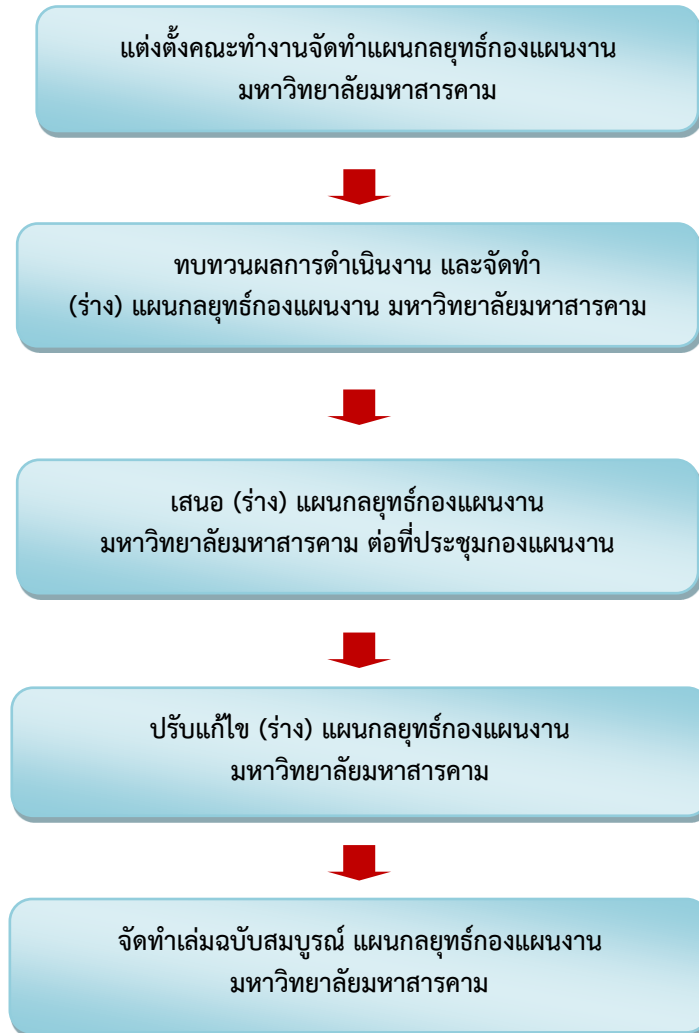 แต่งตั้งคณะทำงานจัดทำแผนกลยุทธ์กองแผนงาน
มหาวิทยาลัยมหาสารคาม
ทบทวนผลการดำเนินงาน และจัดทำ
(ร่าง) แผนกลยุทธ์กองแผนงาน มหาวิทยาลัยมหาสารคาม
เสนอ (ร่าง) แผนกลยุทธ์กองแผนงาน
มหาวิทยาลัยมหาสารคาม ต่อที่ประชุมกองแผนงาน
ปรับแก้ไข (ร่าง) แผนกลยุทธ์กองแผนงาน
มหาวิทยาลัยมหาสารคาม
จัดทำเล่มฉบับสมบูรณ์ แผนกลยุทธ์กองแผนงาน
มหาวิทยาลัยมหาสารคาม